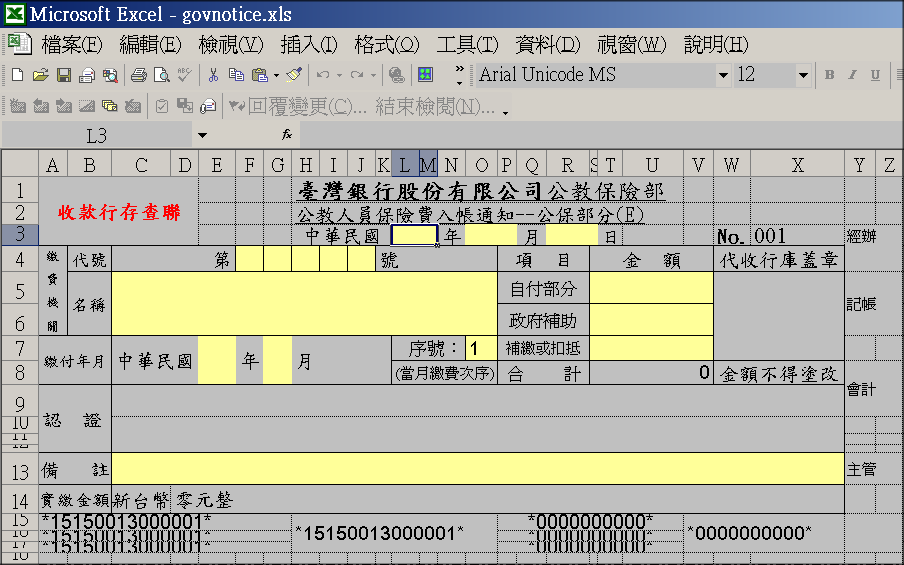 Microsoft Excel - govnotice.xls
檔案(F) 編輯(E) 檢視(V) 插入(I) 格式(O) 工具(T) 資料(D) 視窗(W) 說明(H)
Arial Unicode MS 12 B I U
回覆變更(C)... 結束檢閱(N)...
L3 fx
A B C D E F G H I J K L M N O P Q R S T U V W X Y Z
1 臺灣銀行股份有限公司公教保險部
收款行存查聯
2 公教人員保險費入帳通知--公保部分(E)
3 中華民國 年 月 日 No. 001 經辦
4 繳費機關 代號 第 號 項 目 金 額 代收行庫蓋章
5 名稱 自付部分 記帳
6 政府補助
7 繳付年月 中華民國 年 月 序號： 1 補繳或扣抵
8 (當月繳費次序) 合 計 0 金額不得塗改
會計
9
10 認 證
11
12
13 備 註 主管
14 實繳金額 新台幣 零元整
15 *15150013000001* *0000000000*
16 *15150013000001* *15150013000001* *0000000000* *0000000000*
17 *15150013000001* *0000000000*
18